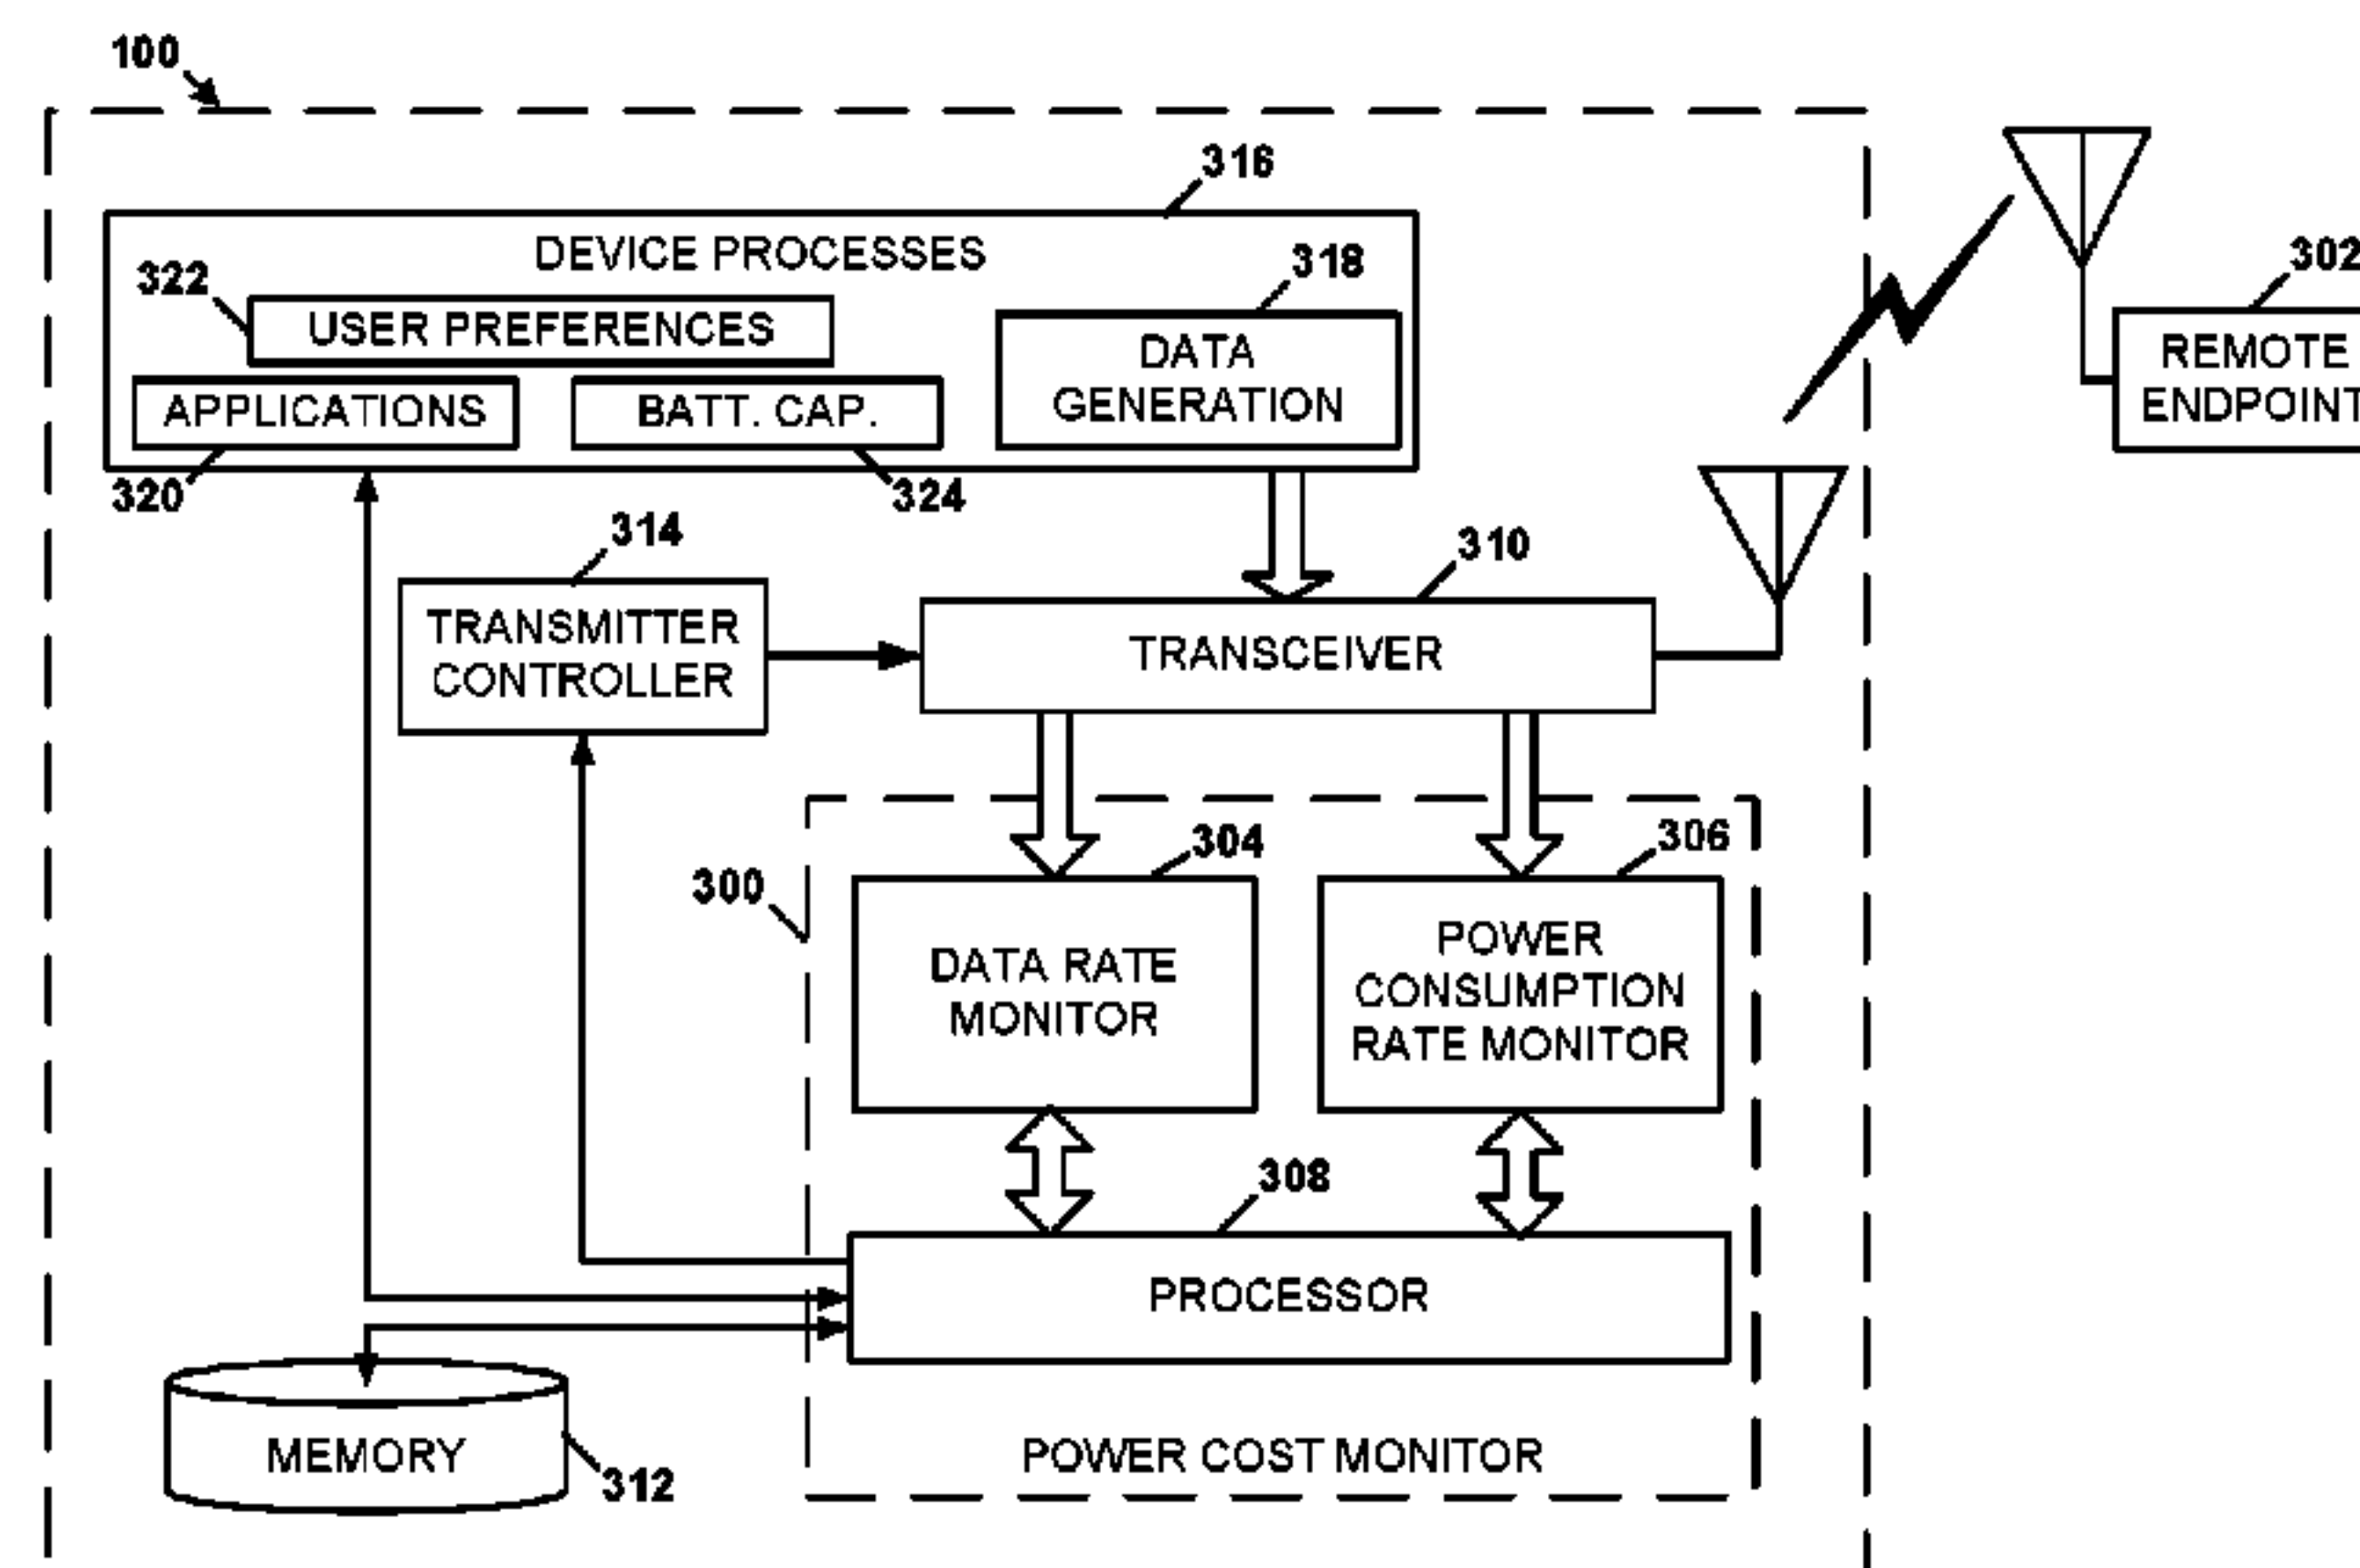 100
316
DEVICE PROCESSES
318
322
USER PREFERENCES
DATA
GENERATION
APPLICATIONS
BATT. CAP.
320
324
302
REMOTE
ENDPOINT
314
TRANSMITTER
CONTROLLER
310
TRANSCEIVER
300
304
306
DATA RATE
MONITOR
POWER
CONSUMPTION
RATE MONITOR
308
PROCESSOR
MEMORY
312
POWER COST MONITOR